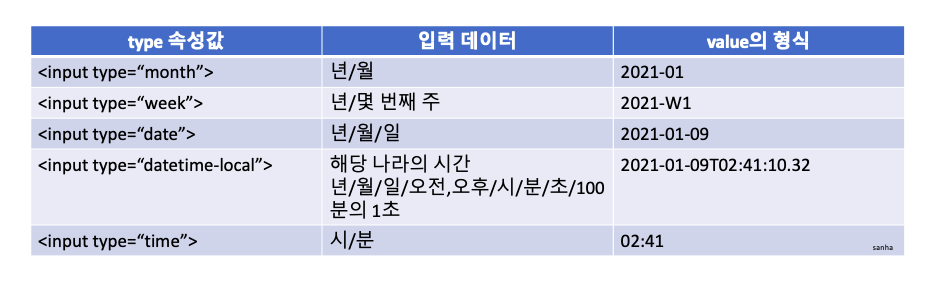 type 속성값 입력 데이터 value의 형식
<input type=“month”> 년/월 2021-01
<input type=“week”> 년/몇 번째 주 2021-W1
<input type=“date”> 년/월/일 2021-01-09
<input type=“datetime-local”> 해당 나라의 시간 2021-01-09T02:41:10.32
년/월/일/오전,오후/시/분/초/100
분의 1초
<input type=“time”> 시/분 02:41
sanha